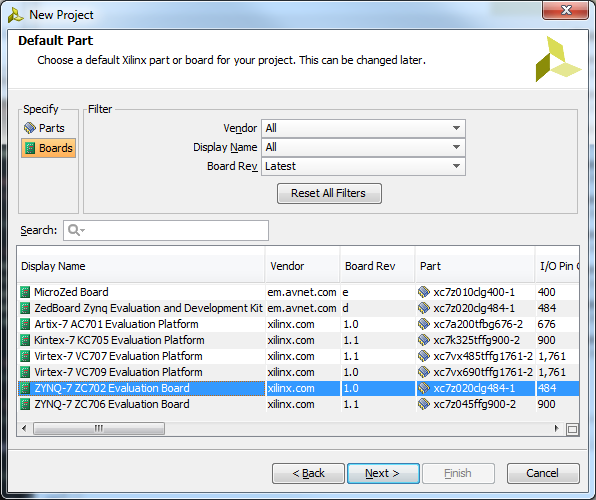 New Project
Default Part
Choose a default Xilinx part or board for your project. This can be changed later.
Specify
Parts
Boards
Filter
Vendor All
Display Name All
Board Rev Latest
Reset All Filters
Search:
Display Name Vendor Board Rev Part I/O Pin C
MicroZed Board em.avnet.com e xc7z010clg400-1 400
ZedBoard Zynq Evaluation and Development Kit em.avnet.com d xc7z020clg484-1 484
Artix-7 AC701 Evaluation Platform xilinx.com 1.0 xc7a200tfbg676-2 676
Kintex-7 KC705 Evaluation Platform xilinx.com 1.1 xc7k325tffg900-2 900
Virtex-7 VC707 Evaluation Platform xilinx.com 1.1 xc7vx485tffg1761-2 1,761
Virtex-7 VC709 Evaluation Platform xilinx.com 1.0 xc7vx690tffg1761-2 1,761
ZYNQ-7 ZC702 Evaluation Board xilinx.com 1.0 xc7z020clg484-1 484
ZYNQ-7 ZC706 Evaluation Board xilinx.com 1.1 xc7z045ffg900-2 900
< Back Next > Finish Cancel